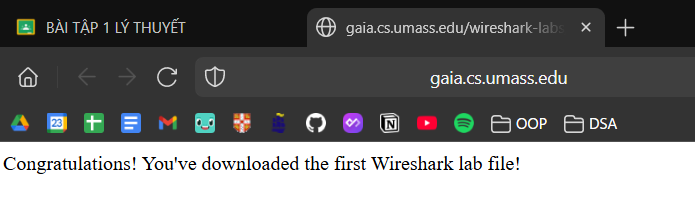 BÀI TẬP 1 LÝ THUYẾT
gaia.cs.umass.edu/wireshark-labs
gaia.cs.umass.edu
23
OOP
DSA
Congratulations! You've downloaded the first Wireshark lab file!